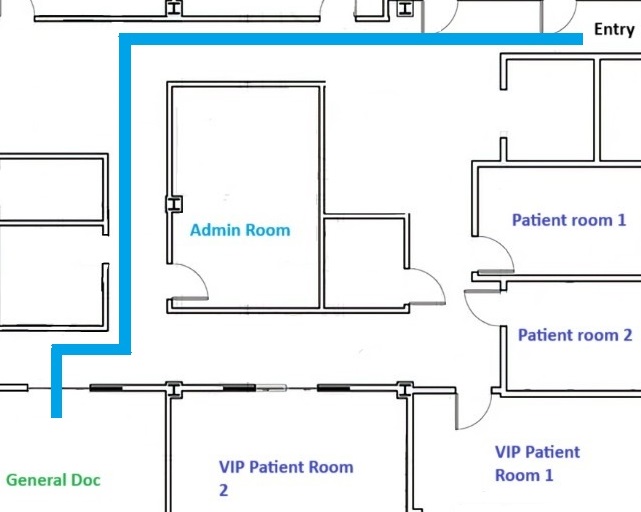 Entry
Patient room 1
Admin Room
Patient room 2
VIP Patient
Room 1
VIP Patient Room
2
General Doc